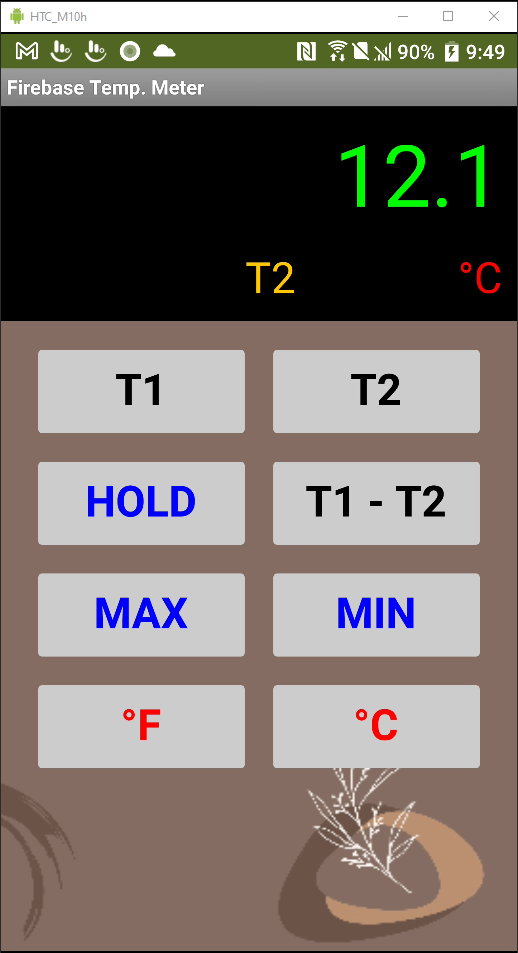 HTC_M10h
90% 9:49
Firebase Temp. Meter
12.1
T2 °C
T1 T2
HOLD T1 - T2
MAX MIN
°F °C